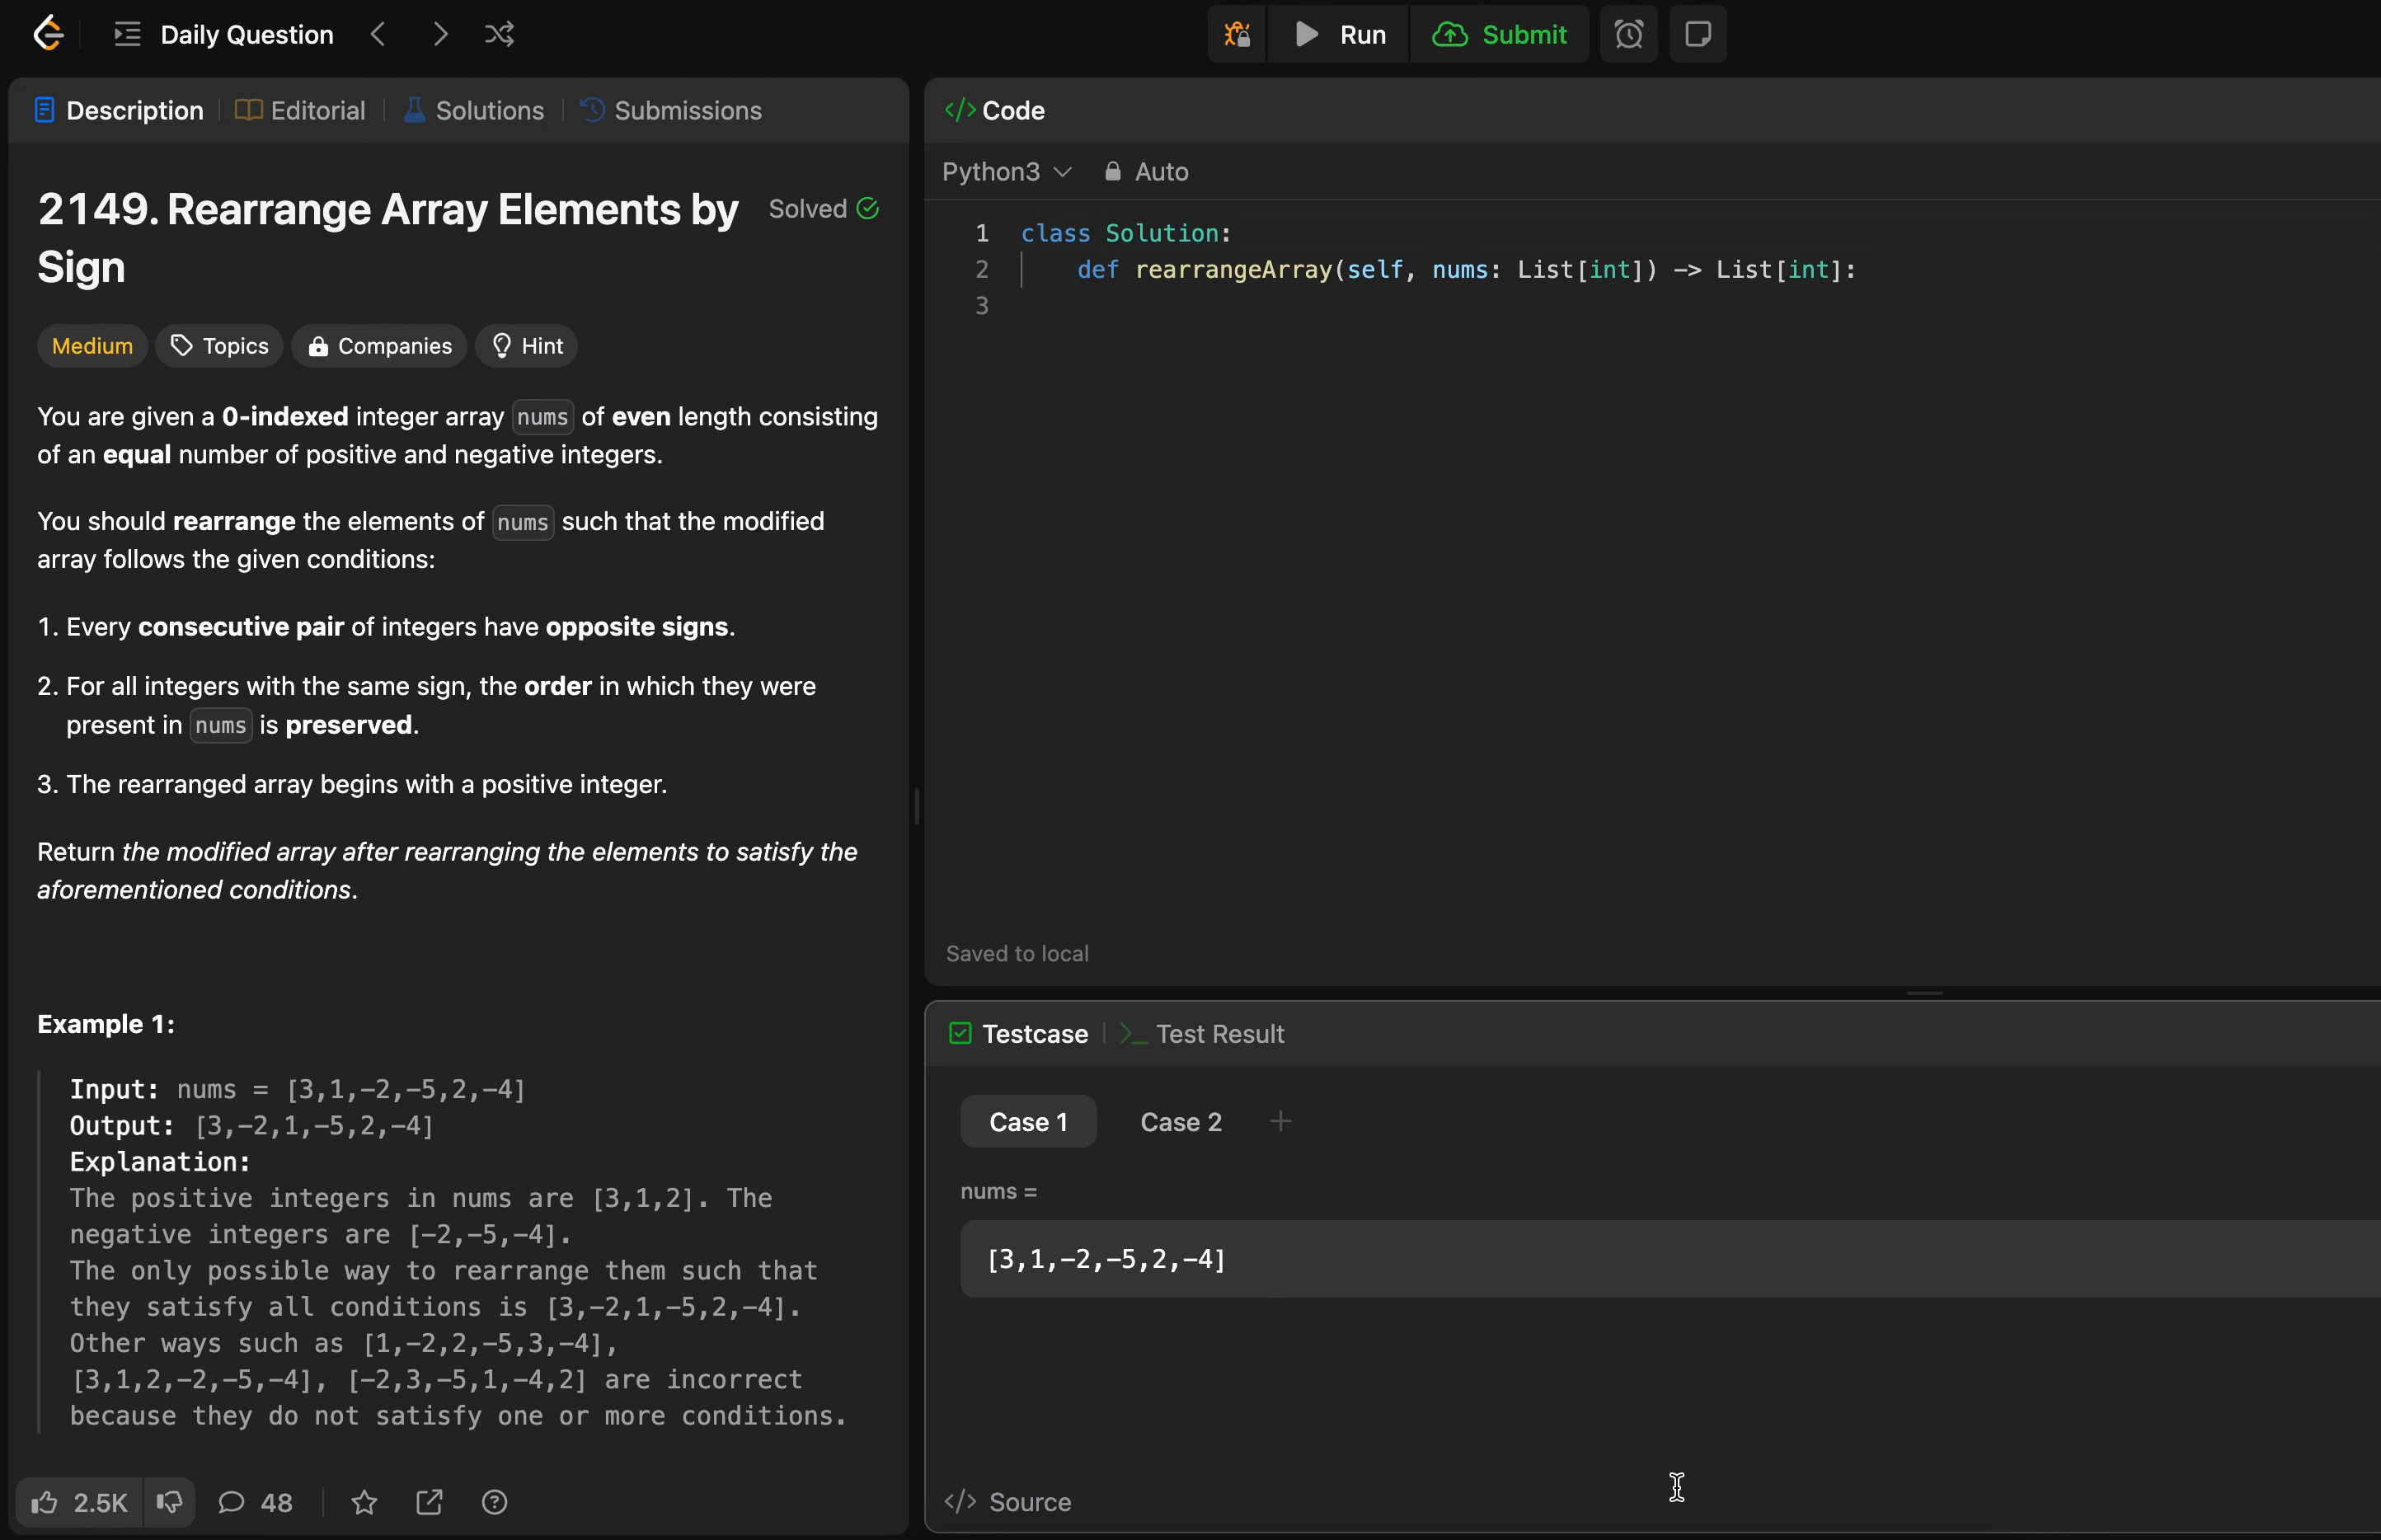 Daily Question
Run
Submit
Description
Editorial
Solutions
Submissions
2149. Rearrange Array Elements by
Sign
Solved
Medium
Topics
Companies
Hint
You are given a 0-indexed integer array nums of even length consisting
of an equal number of positive and negative integers.
You should rearrange the elements of nums such that the modified
array follows the given conditions:
1. Every consecutive pair of integers have opposite signs.
2. For all integers with the same sign, the order in which they were
present in nums is preserved.
3. The rearranged array begins with a positive integer.
Return the modified array after rearranging the elements to satisfy the
aforementioned conditions.
Example 1:
Input: nums = [3,1,-2,-5,2,-4]
Output: [3,-2,1,-5,2,-4]
Explanation:
The positive integers in nums are [3,1,2]. The
negative integers are [-2,-5,-4].
The only possible way to rearrange them such that
they satisfy all conditions is [3,-2,1,-5,2,-4].
Other ways such as [1,-2,2,-5,3,-4],
[3,1,2,-2,-5,-4], [-2,3,-5,1,-4,2] are incorrect
because they do not satisfy one or more conditions.
2.5K
48
</> Code
Python3
Auto
1 class Solution:
2 def rearrangeArray(self, nums: List[int]) -> List[int]:
3
Saved to local
Testcase
>_ Test Result
Case 1
Case 2
+
nums =
[3,1,-2,-5,2,-4]
</> Source